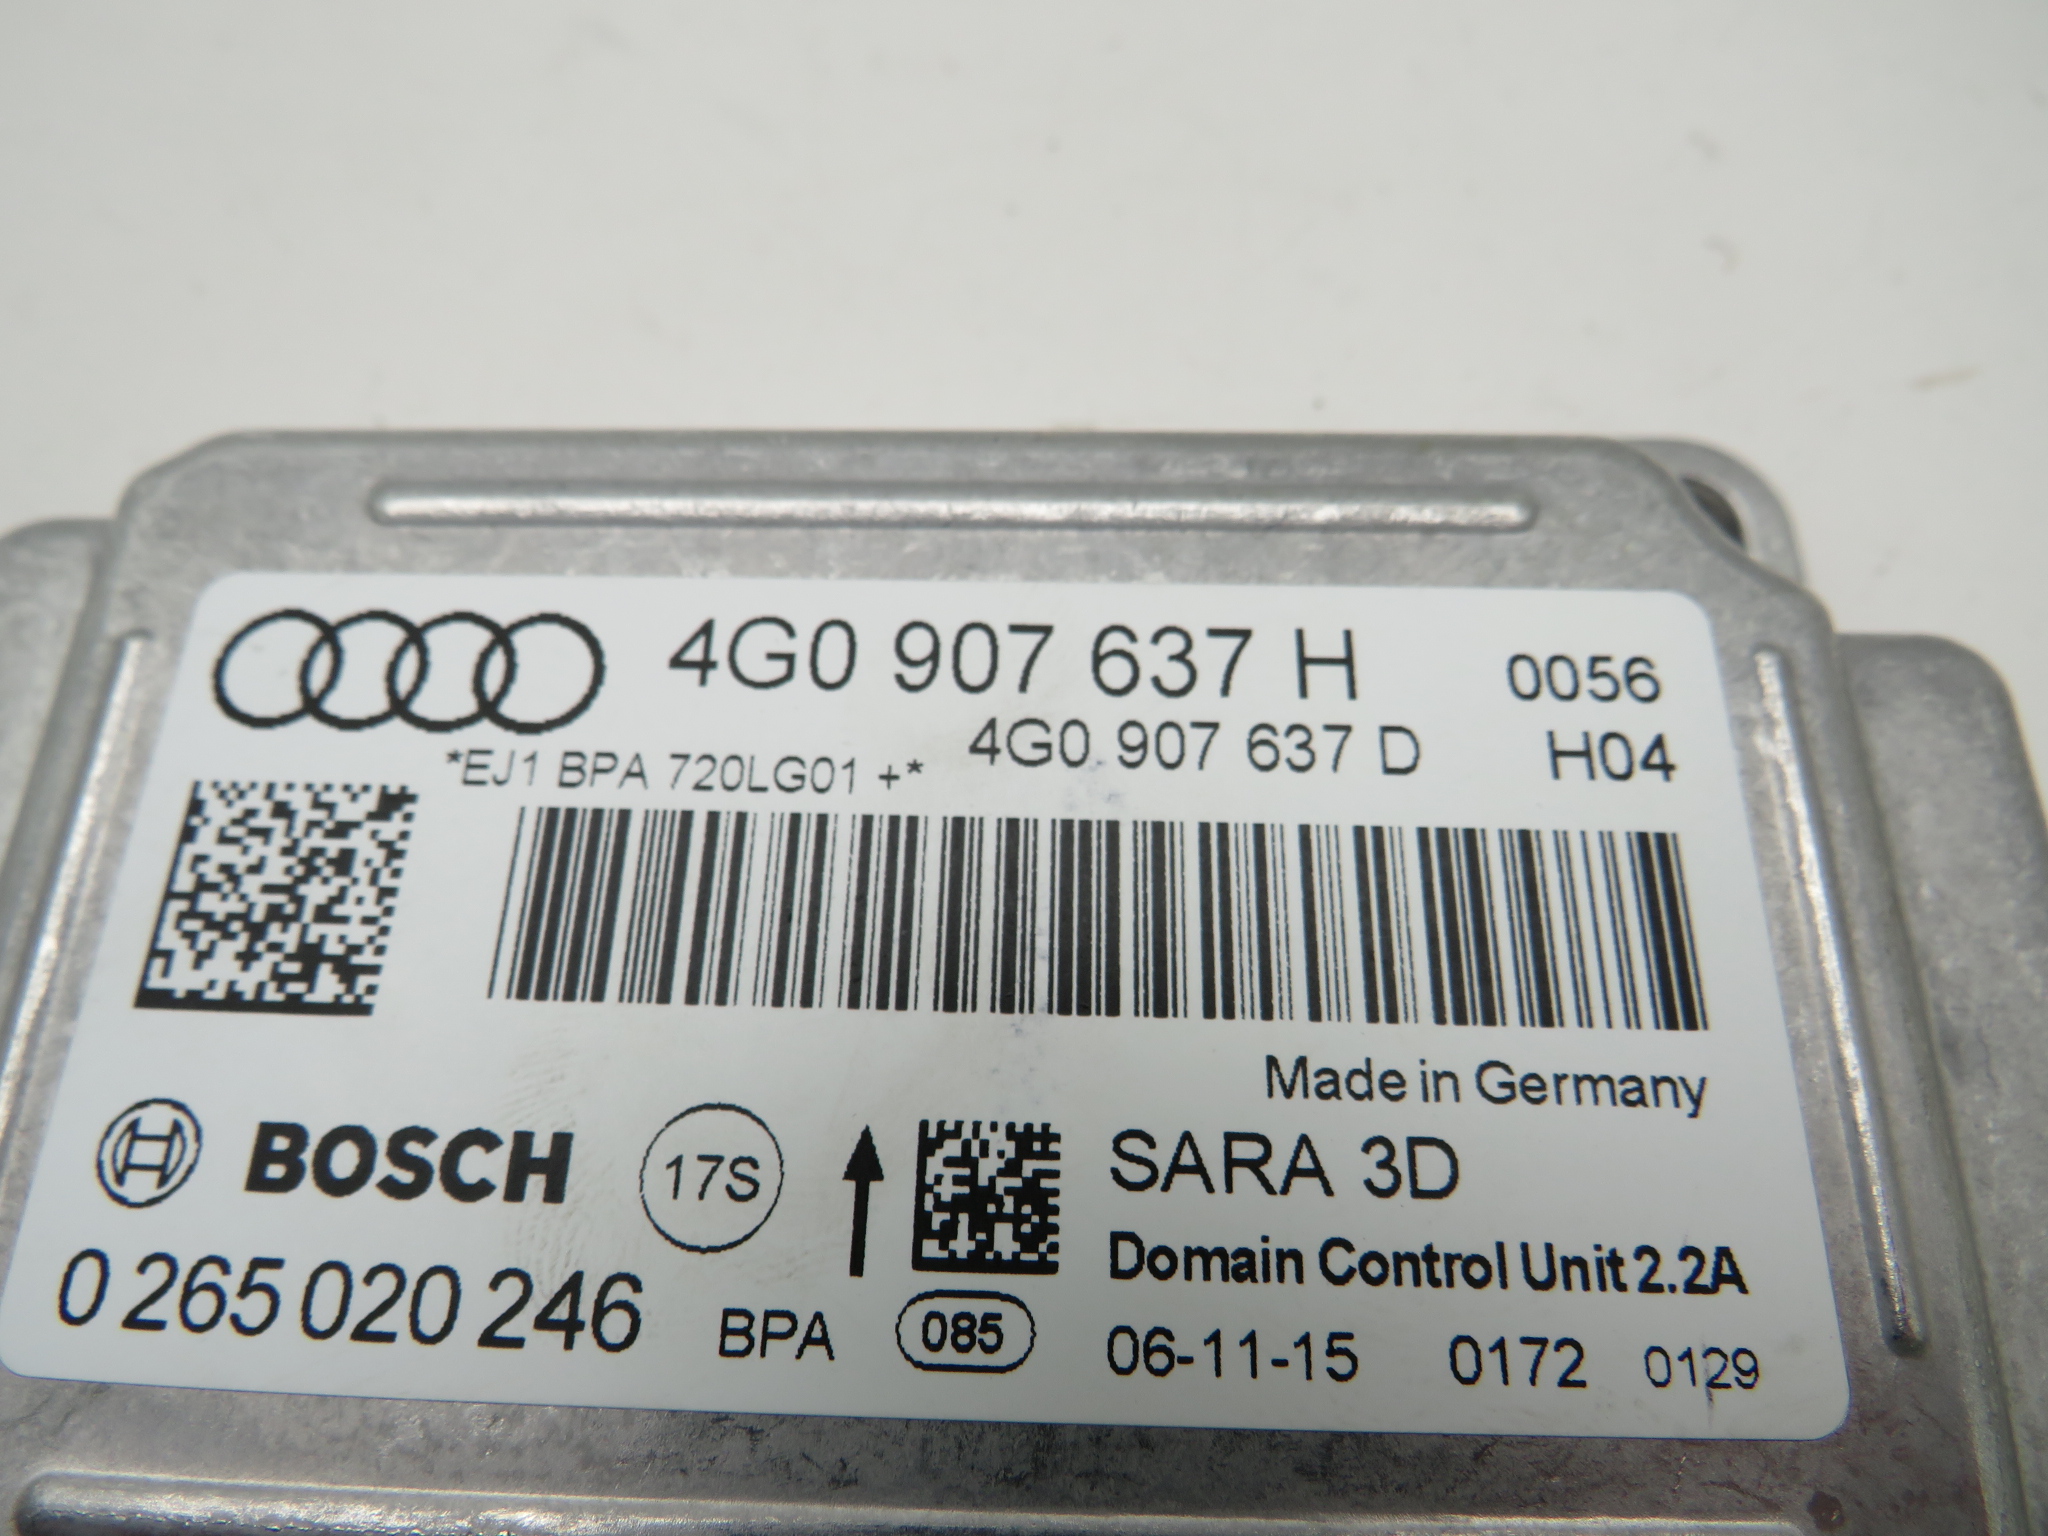 4G0 907 637 H 0056
4G0 907 637 D H04
*EJ1 BPA 720LG01 +*
Made in Germany
BOSCH 17S SARA 3D
Domain Control Unit 2.2A
0 265 020 246 BPA 085 06-11-15 0172 0129